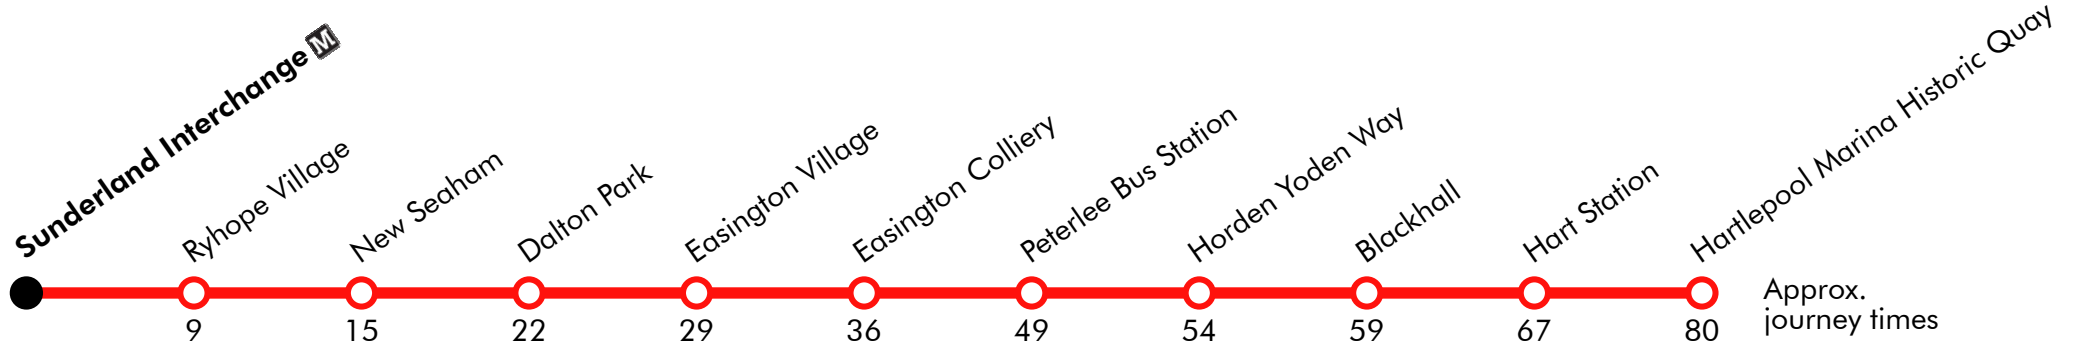 Sunderland Interchange M
Ryhope Village
New Seaham
Dalton Park
Easington Village
Easington Colliery
Peterlee Bus Station
Horden Yoden Way
Blackhall
Hart Station
Hartlepool Marina Historic Quay
9 15 22 29 36 49 54 59 67 80
Approx.
journey times